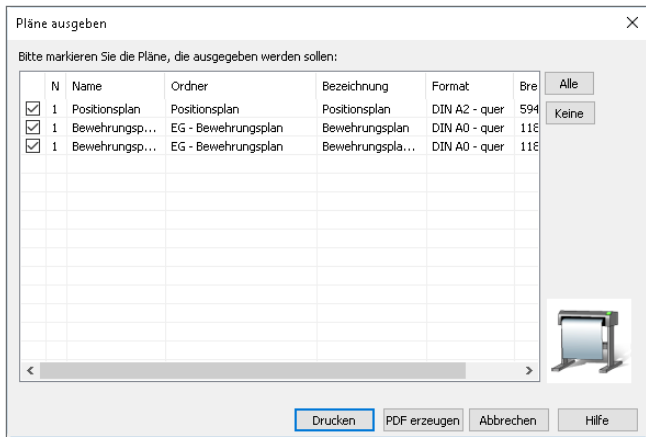 Pläne ausgeben
Bitte markieren Sie die Pläne, die ausgegeben werden sollen:
N Name Ordner Bezeichnung Format Bre
1 Positionsplan Positionsplan Positionsplan DIN A2 - quer 594
1 Bewehrungsp... EG - Bewehrungsplan Bewehrungsplan DIN A0 - quer 118
1 Bewehrungsp... EG - Bewehrungsplan Bewehrungspla... DIN A0 - quer 118
Alle
Keine
Drucken PDF erzeugen Abbrechen Hilfe